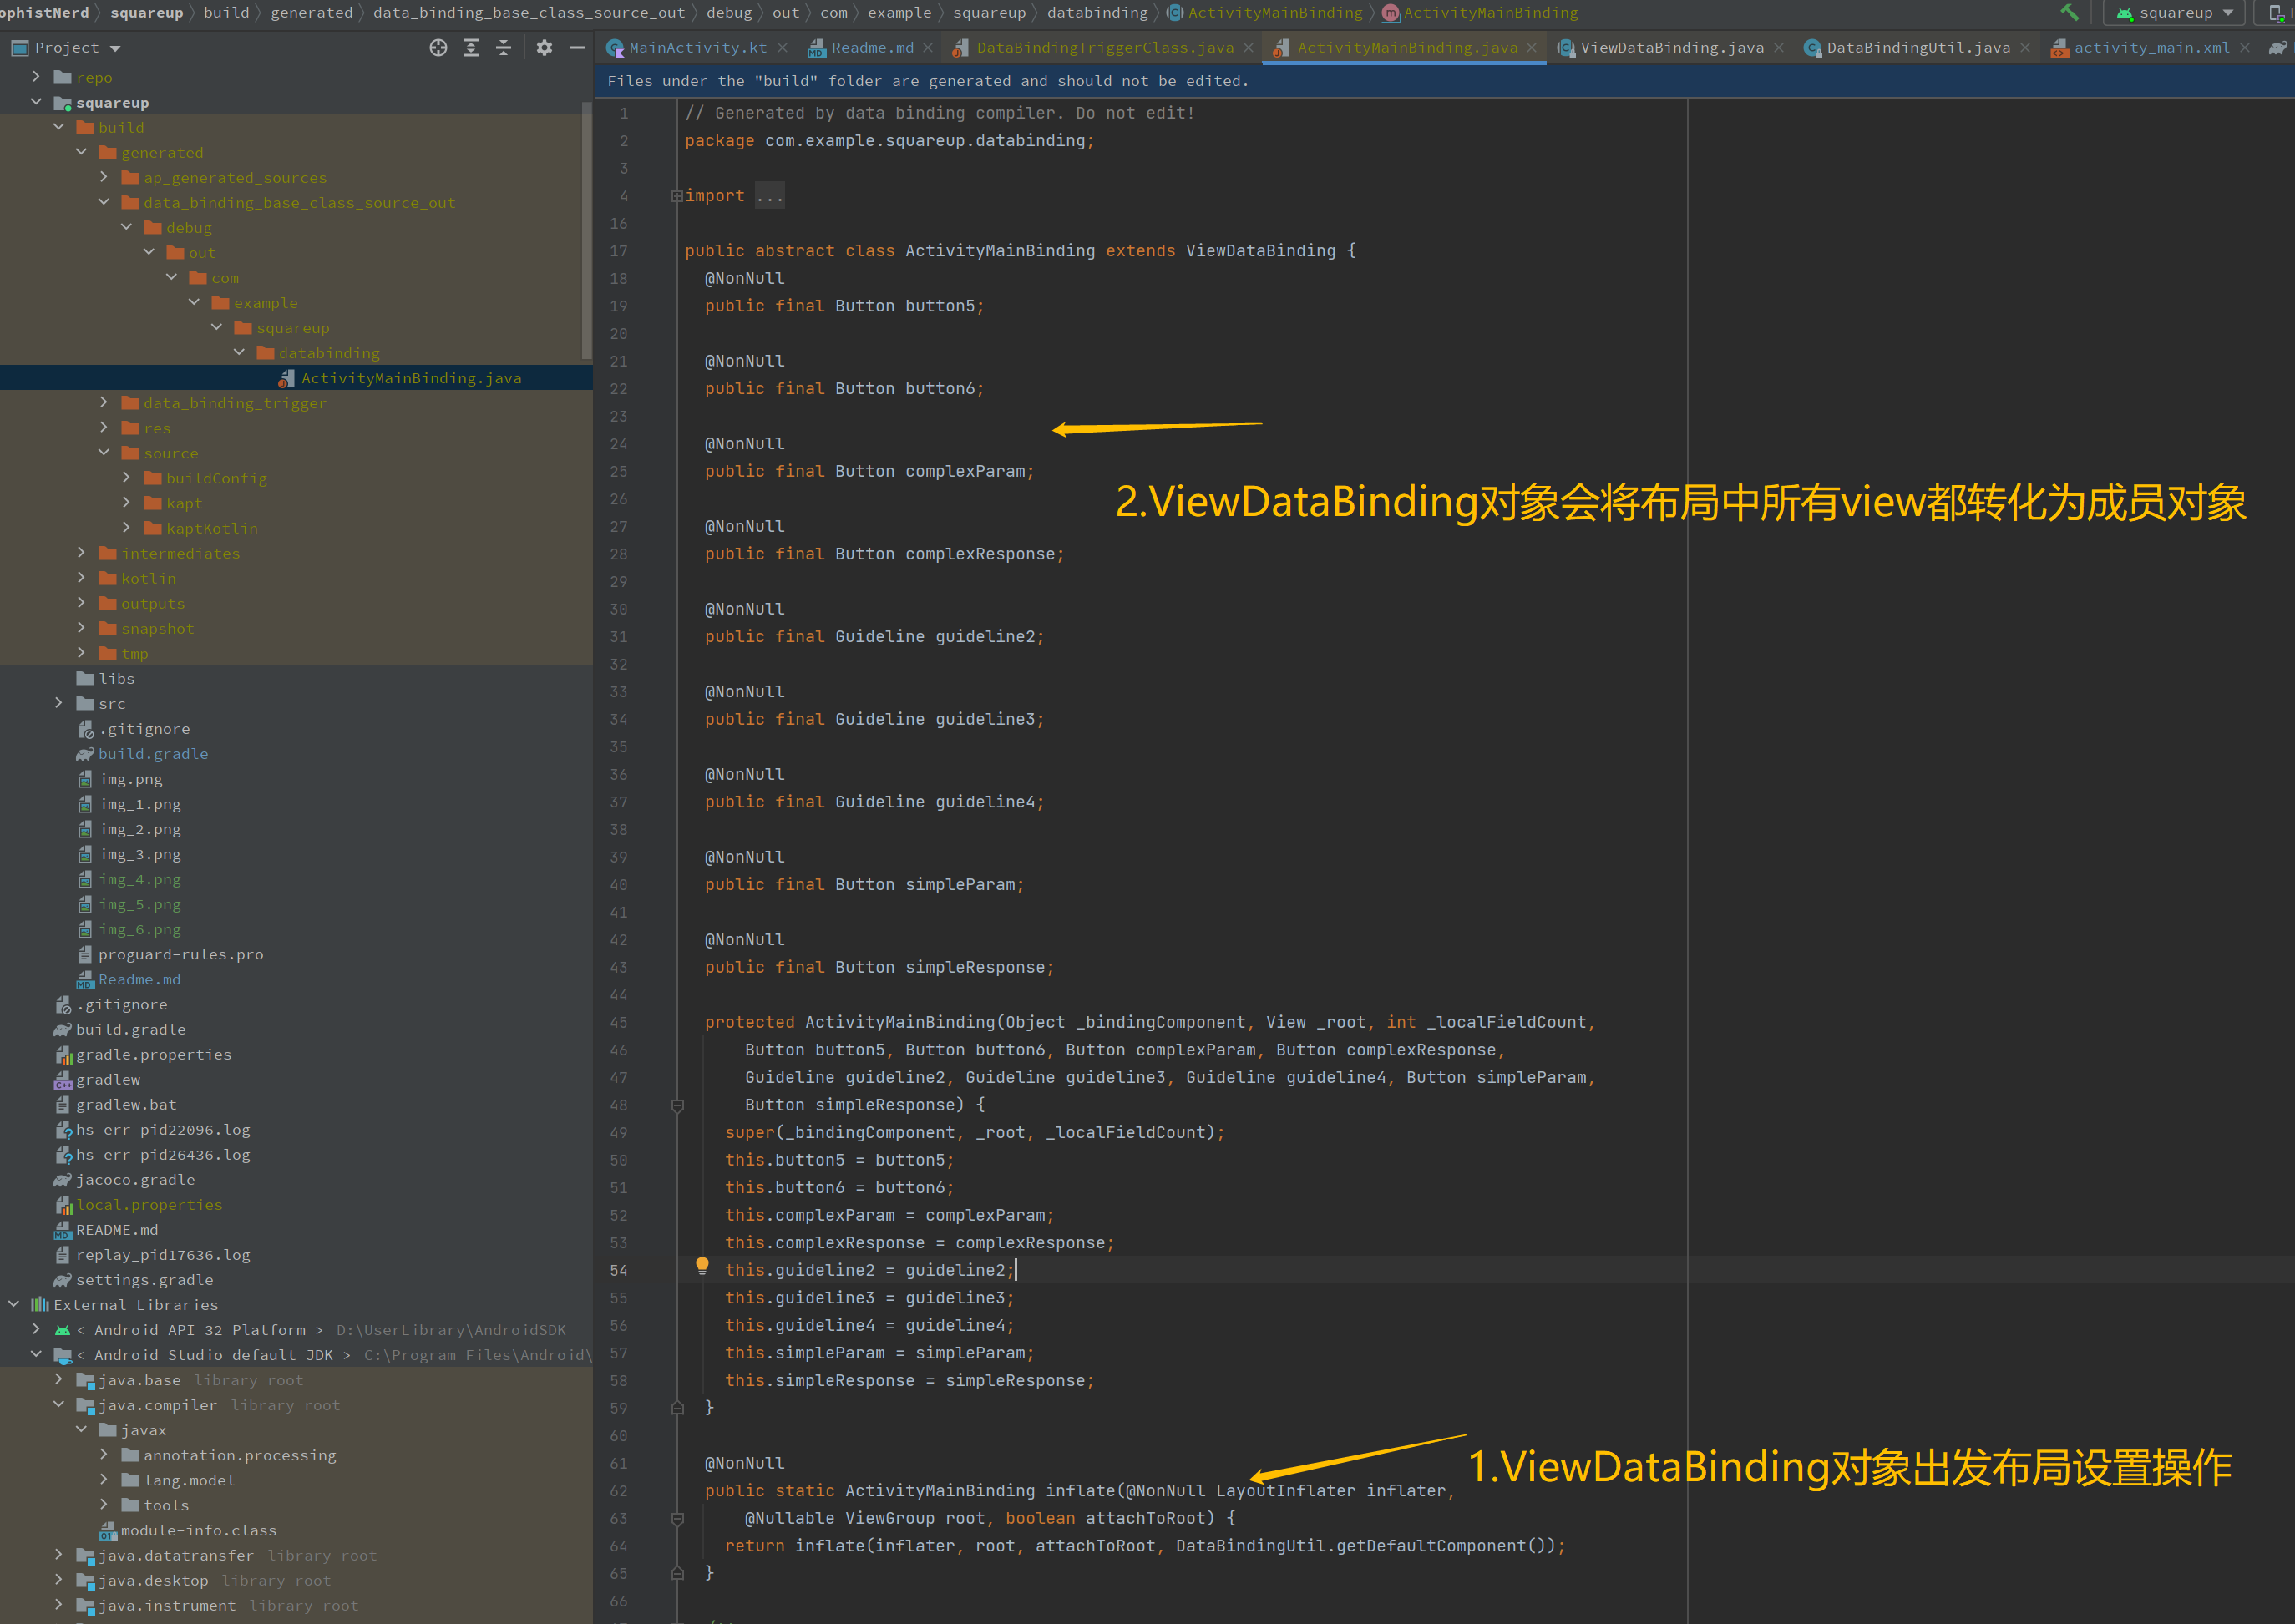 ophistNerd squareup build generated data_binding_base_class_source_out debug out com example squareup databinding ActivityMainBinding ActivityMainBinding
squareup
Project
MainActivity.kt
Readme.md
DataBindingTriggerClass.java
ActivityMainBinding.java
ViewDataBinding.java
DataBindingUtil.java
activity_main.xml
Files under the "build" folder are generated and should not be edited.
repo
squareup
build
generated
ap_generated_sources
data_binding_base_class_source_out
debug
out
com
example
squareup
databinding
ActivityMainBinding.java
data_binding_trigger
res
source
buildConfig
kapt
kaptKotlin
intermediates
kotlin
outputs
snapshot
tmp
libs
src
.gitignore
build.gradle
img.png
img_1.png
img_2.png
img_3.png
img_4.png
img_5.png
img_6.png
proguard-rules.pro
Readme.md
.gitignore
build.gradle
gradle.properties
gradlew
gradlew.bat
hs_err_pid22096.log
hs_err_pid26436.log
jacoco.gradle
local.properties
README.md
replay_pid17636.log
settings.gradle
External Libraries
< Android API 32 Platform > D:\UserLibrary\AndroidSDK
< Android Studio default JDK > C:\Program Files\Android\
java.base library root
java.compiler library root
javax
annotation.processing
lang.model
tools
module-info.class
java.datatransfer library root
java.desktop library root
java.instrument library root
1 // Generated by data binding compiler. Do not edit!
2 package com.example.squareup.databinding;
3
4 import ...
16
17 public abstract class ActivityMainBinding extends ViewDataBinding {
18 @NonNull
19 public final Button button5;
20
21 @NonNull
22 public final Button button6;
23
24 @NonNull
25 public final Button complexParam;
26
27 @NonNull
28 public final Button complexResponse;
29
30 @NonNull
31 public final Guideline guideline2;
32
33 @NonNull
34 public final Guideline guideline3;
35
36 @NonNull
37 public final Guideline guideline4;
38
39 @NonNull
40 public final Button simpleParam;
41
42 @NonNull
43 public final Button simpleResponse;
44
45 protected ActivityMainBinding(Object _bindingComponent, View _root, int _localFieldCount,
46 Button button5, Button button6, Button complexParam, Button complexResponse,
47 Guideline guideline2, Guideline guideline3, Guideline guideline4, Button simpleParam,
48 Button simpleResponse) {
49 super(_bindingComponent, _root, _localFieldCount);
50 this.button5 = button5;
51 this.button6 = button6;
52 this.complexParam = complexParam;
53 this.complexResponse = complexResponse;
54 this.guideline2 = guideline2;
55 this.guideline3 = guideline3;
56 this.guideline4 = guideline4;
57 this.simpleParam = simpleParam;
58 this.simpleResponse = simpleResponse;
59 }
60
61 @NonNull
62 public static ActivityMainBinding inflate(@NonNull LayoutInflater inflater,
63 @Nullable ViewGroup root, boolean attachToRoot) {
64 return inflate(inflater, root, attachToRoot, DataBindingUtil.getDefaultComponent());
65 }
66
2.ViewDataBinding对象会将布局中所有view都转化为成员对象
1.ViewDataBinding对象出发布局设置操作